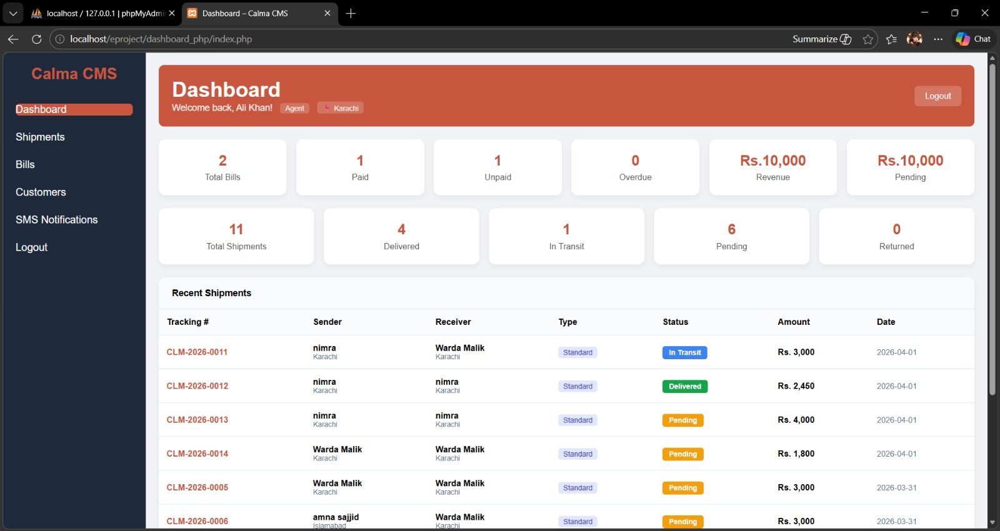 localhost / 127.0.0.1 | phpMyAdmi
Dashboard – Calma CMS
localhost/eproject/dashboard_php/index.php
Summarize
Chat
Calma CMS
Dashboard
Shipments
Bills
Customers
SMS Notifications
Logout
Dashboard
Welcome back, Ali Khan! Agent Karachi
Logout
2
Total Bills
1
Paid
1
Unpaid
0
Overdue
Rs.10,000
Revenue
Rs.10,000
Pending
11
Total Shipments
4
Delivered
1
In Transit
6
Pending
0
Returned
Recent Shipments
Tracking # Sender Receiver Type Status Amount Date
CLM-2026-0011 nimra Warda Malik Standard In Transit Rs. 3,000 2026-04-01
Karachi Karachi
CLM-2026-0012 nimra nimra Standard Delivered Rs. 2,450 2026-04-01
Karachi Karachi
CLM-2026-0013 nimra nimra Standard Pending Rs. 4,000 2026-04-01
Karachi Karachi
CLM-2026-0014 Warda Malik Warda Malik Standard Pending Rs. 1,800 2026-04-01
Karachi Karachi
CLM-2026-0005 Warda Malik Warda Malik Standard Pending Rs. 3,000 2026-03-31
Karachi Karachi
CLM-2026-0006 amna sajjid Warda Malik Standard Pending Rs. 3,000 2026-03-31
Islamabad Karachi